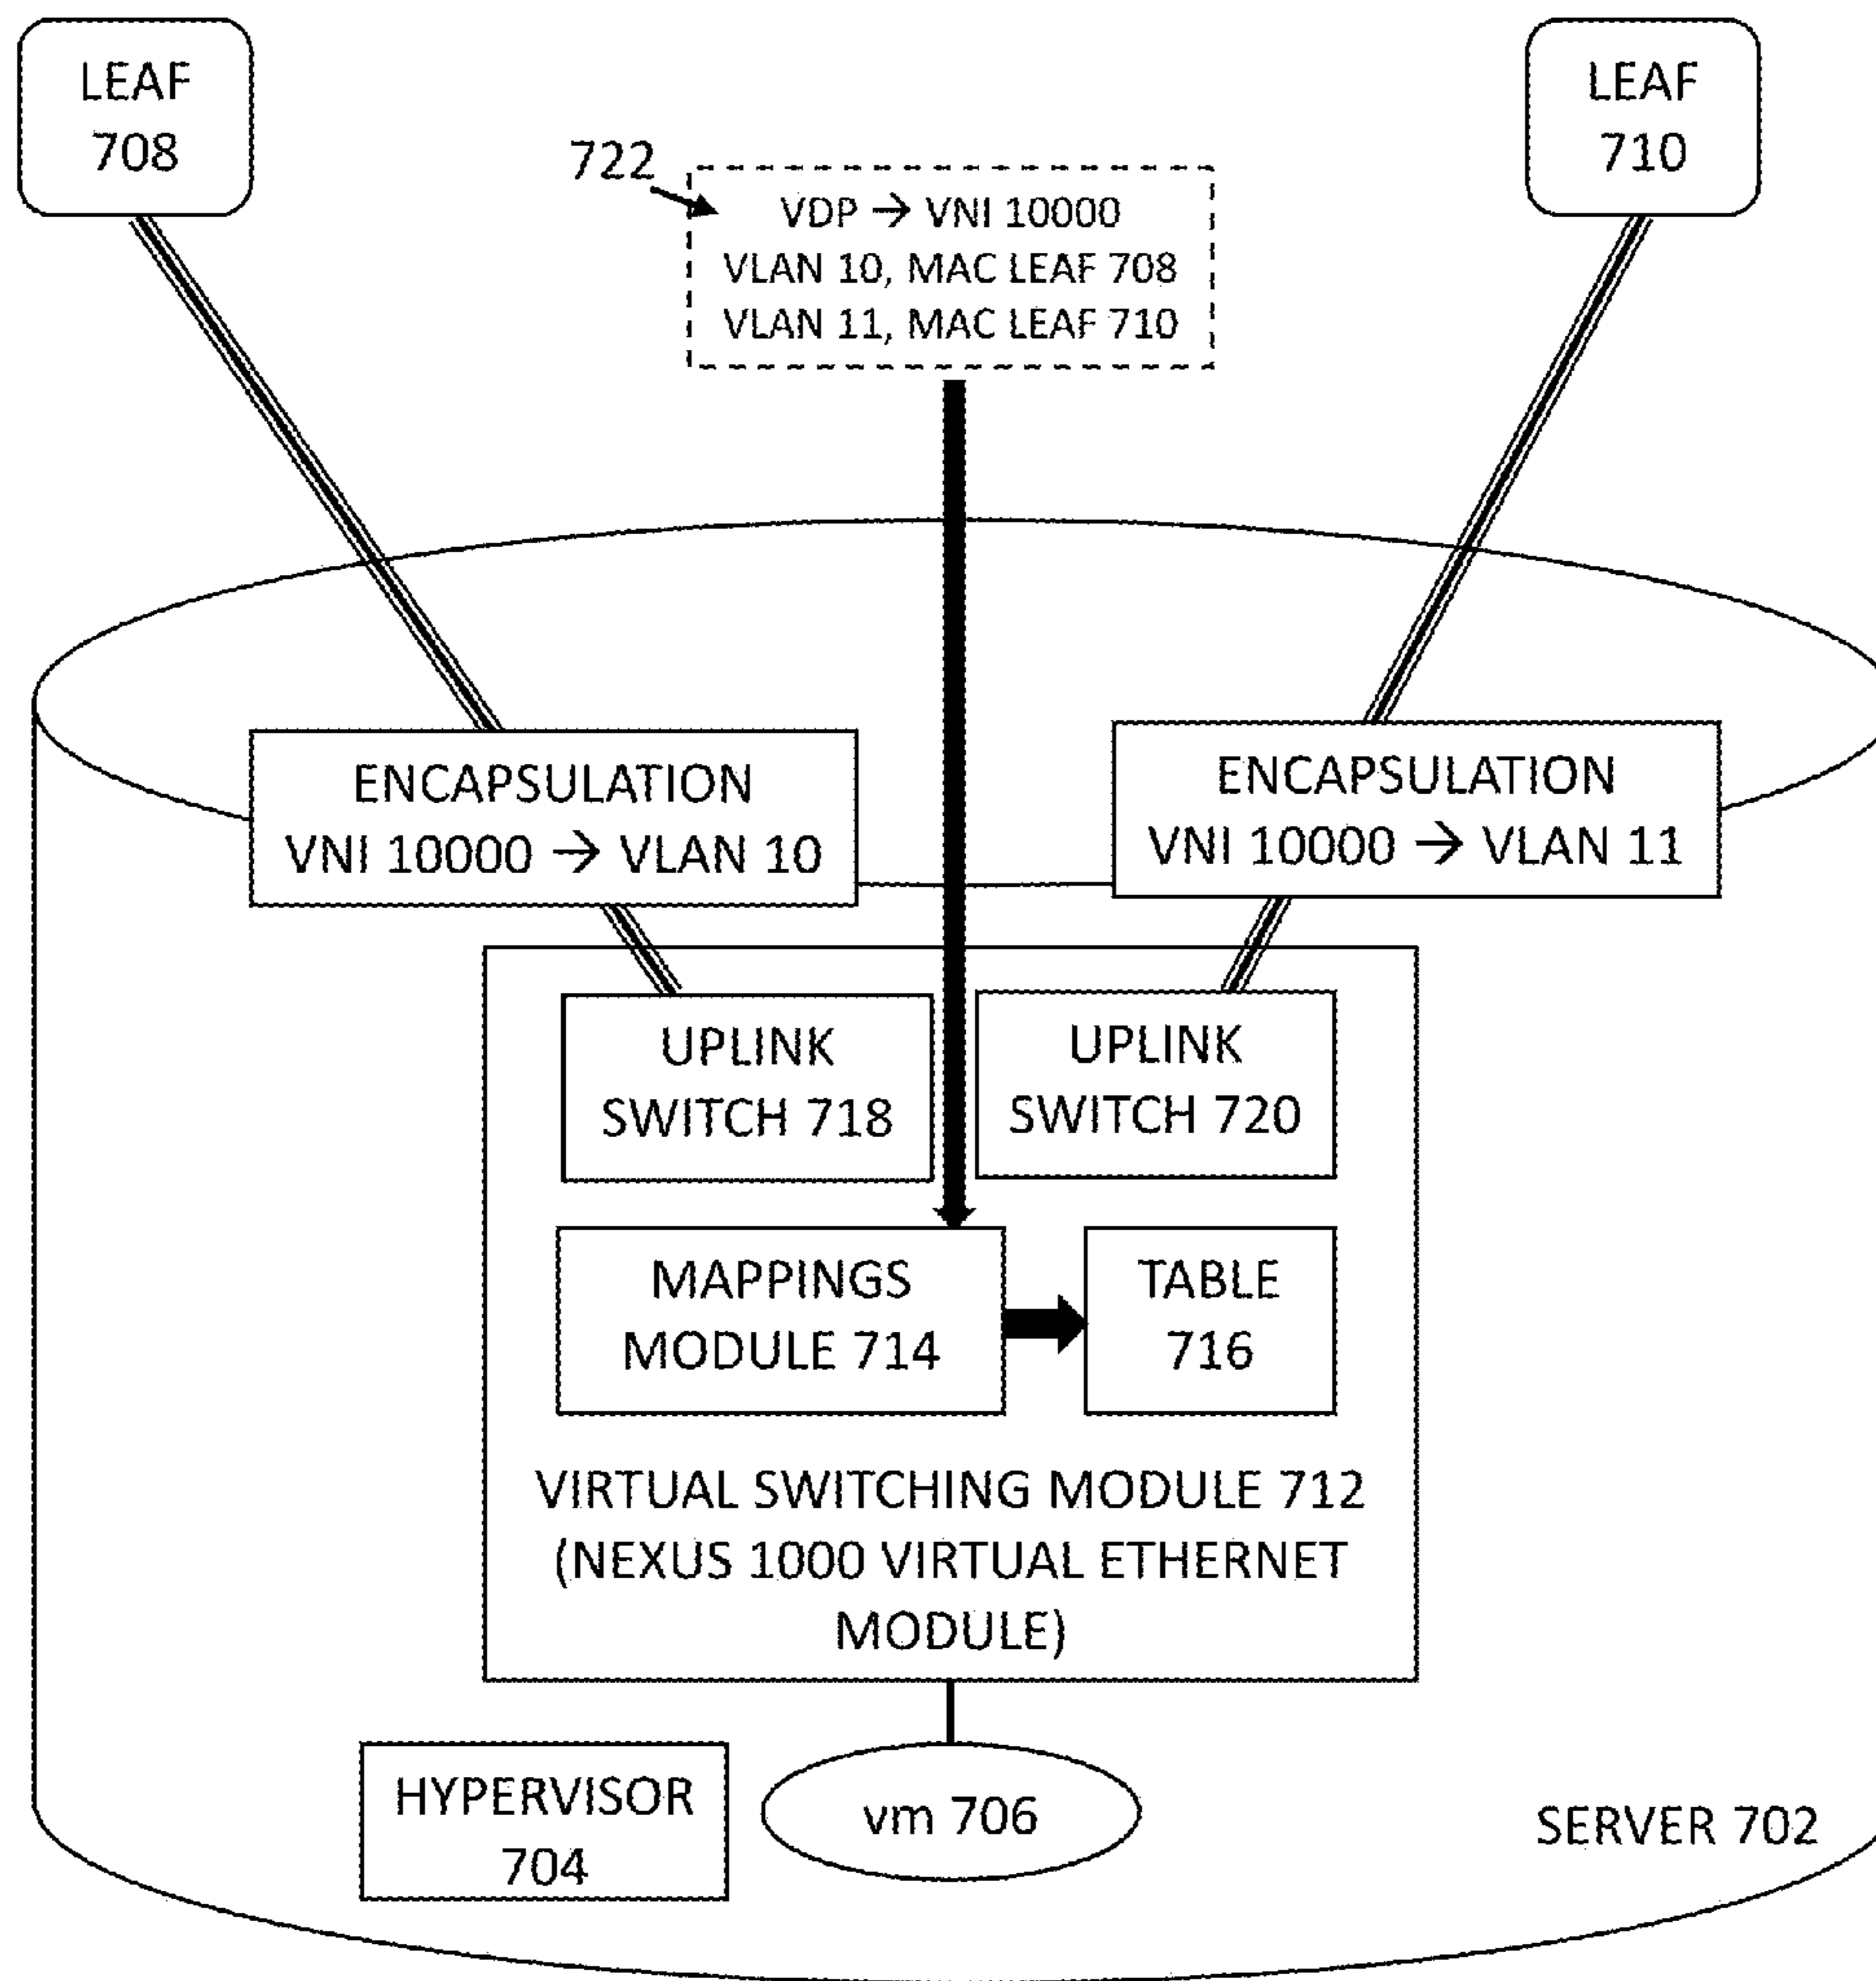 LEAF
708
LEAF
710
722
VDP → VNI 10000
VLAN 10, MAC LEAF 708
VLAN 11, MAC LEAF 710
ENCAPSULATION
VNI 10000 → VLAN 10
ENCAPSULATION
VNI 10000 → VLAN 11
UPLINK
SWITCH 718
UPLINK
SWITCH 720
MAPPINGS
MODULE 714
TABLE
716
VIRTUAL SWITCHING MODULE 712
(NEXUS 1000 VIRTUAL ETHERNET
MODULE)
HYPERVISOR
704
vm 706
SERVER 702